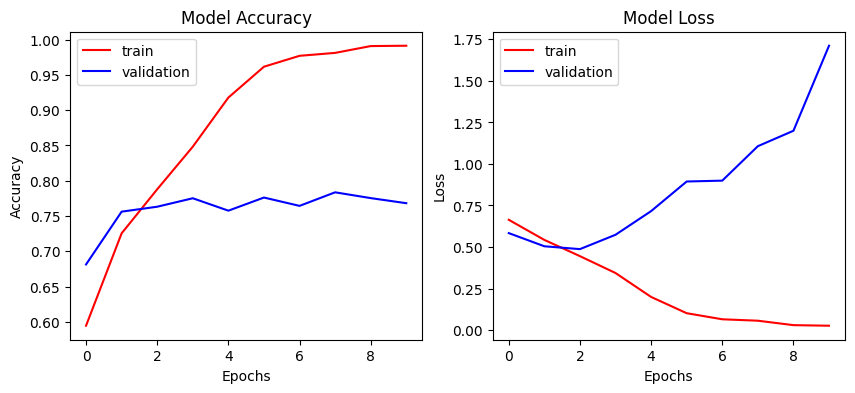 Model Accuracy
train
validation
1.00
0.95
0.90
0.85
0.80
0.75
0.70
0.65
0.60
Accuracy
0 2 4 6 8
Epochs
Model Loss
train
validation
1.75
1.50
1.25
1.00
0.75
0.50
0.25
0.00
Loss
0 2 4 6 8
Epochs